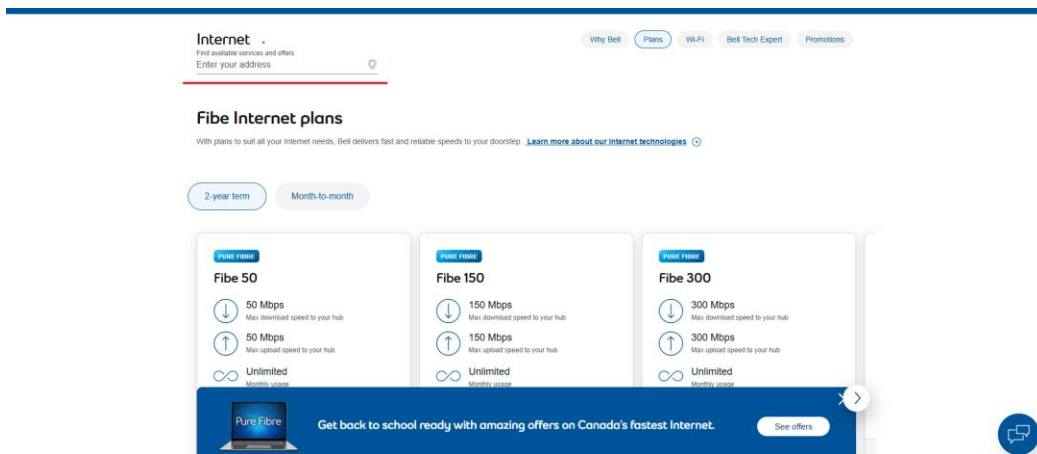 Internet
Find available services and offers
Enter your address
Why Bell
Plans
Wi-Fi
Bell Tech Expert
Promotions
Fibe Internet plans
With plans to suit all your Internet needs, Bell delivers fast and reliable speeds to your doorstep. Learn more about our Internet technologies
2-year term
Month-to-month
PURE FIBRE
Fibe 50
50 Mbps
Max download speed to your hub
50 Mbps
Max upload speed to your hub
Unlimited
Monthly usage
PURE FIBRE
Fibe 150
150 Mbps
Max download speed to your hub
150 Mbps
Max upload speed to your hub
Unlimited
Monthly usage
PURE FIBRE
Fibe 300
300 Mbps
Max download speed to your hub
300 Mbps
Max upload speed to your hub
Unlimited
Monthly usage
Pure Fibre
Get back to school ready with amazing offers on Canada's fastest Internet.
See offers